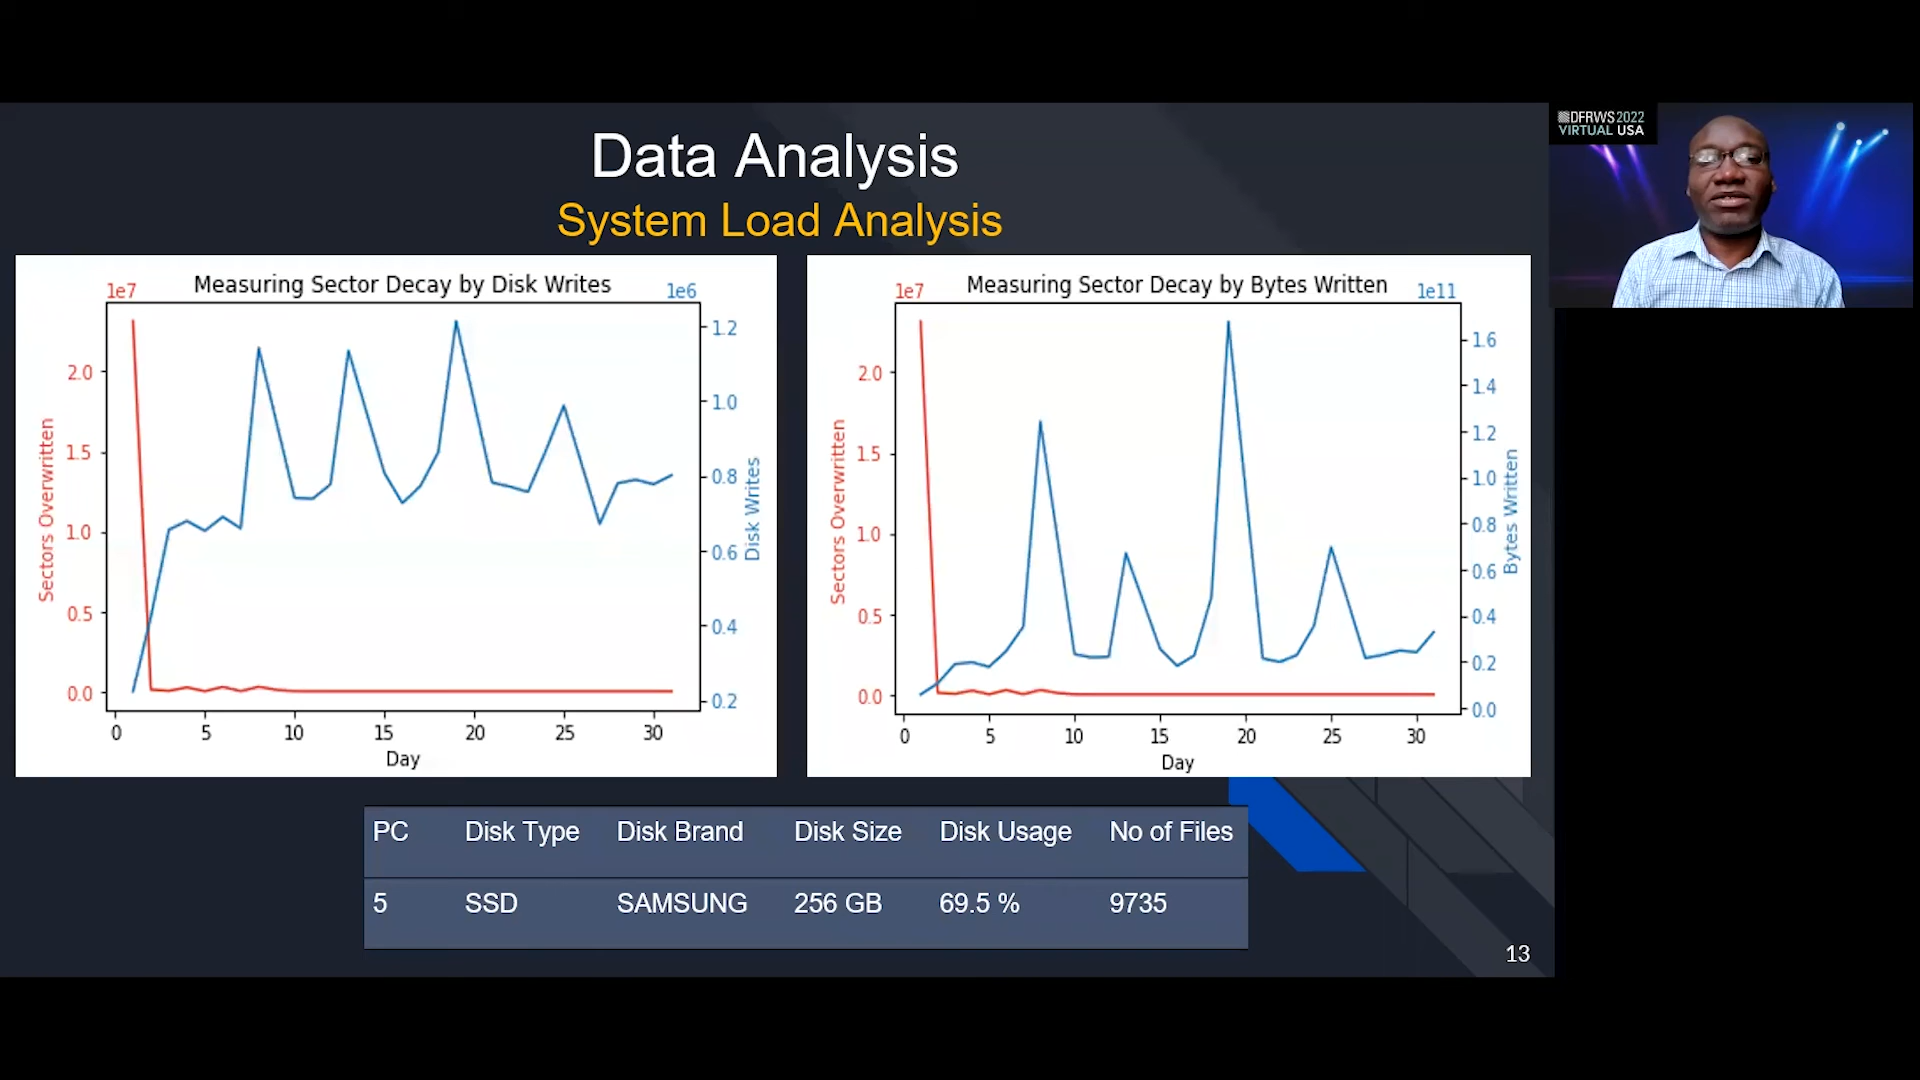 Data Analysis
System Load Analysis
DFRWS 2022
VIRTUAL USA
Measuring Sector Decay by Disk Writes
1e7
1e6
2.0
1.5
1.0
0.5
0.0
Sectors Overwritten
1.2
1.0
0.8
0.6
0.4
0.2
Disk Writes
0 5 10 15 20 25 30
Day
Measuring Sector Decay by Bytes Written
1e7
1e11
2.0
1.5
1.0
0.5
0.0
Sectors Overwritten
1.6
1.4
1.2
1.0
0.8
0.6
0.4
0.2
0.0
Bytes Written
0 5 10 15 20 25 30
Day
PC Disk Type Disk Brand Disk Size Disk Usage No of Files
5 SSD SAMSUNG 256 GB 69.5 % 9735
13